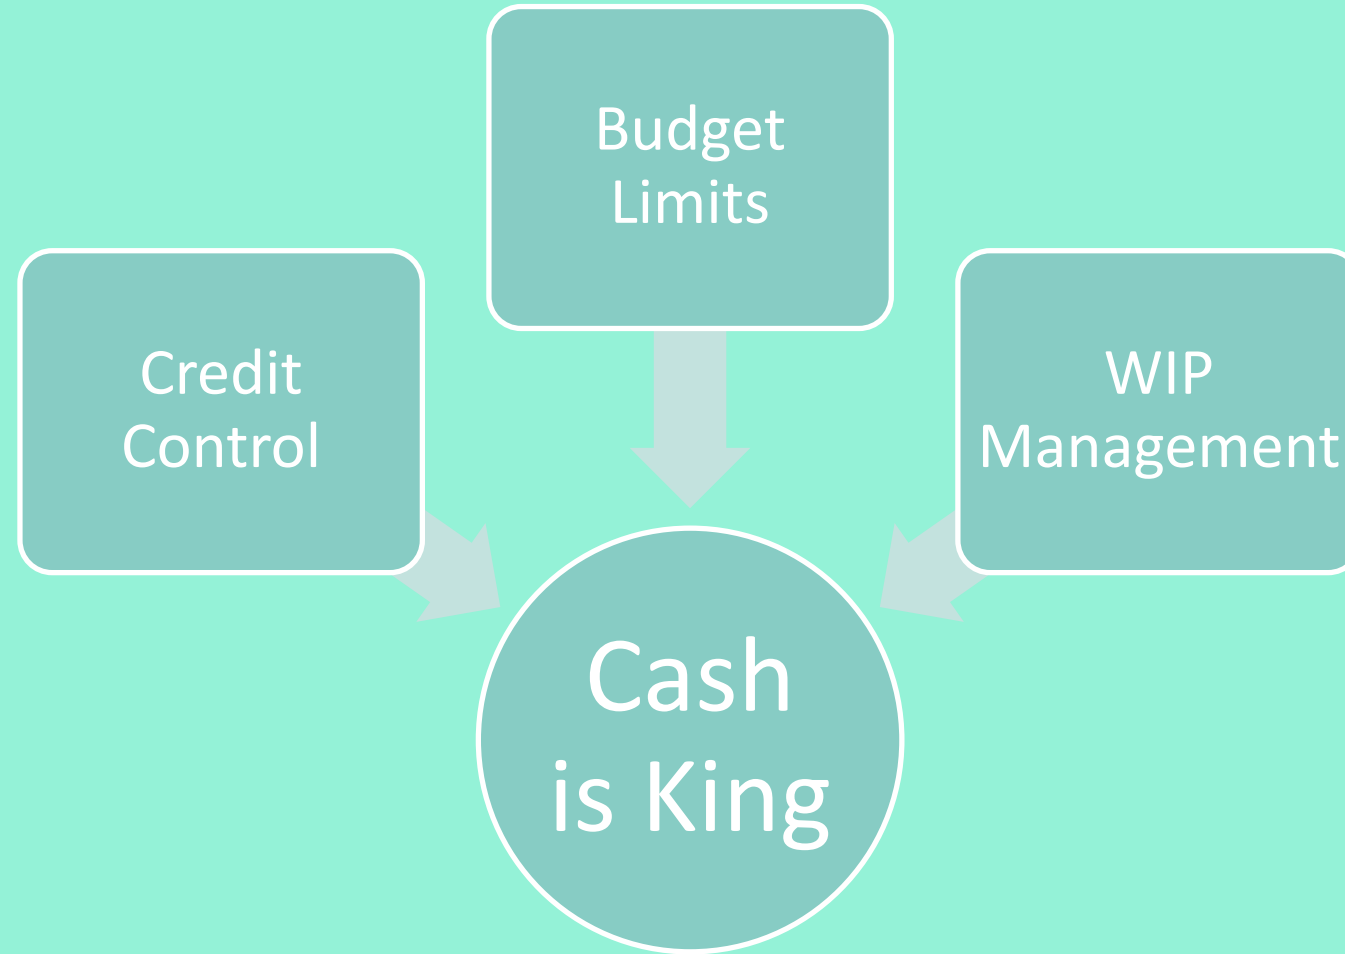 Budget
Limits
Credit
Control
WIP
Management
Cash
is King